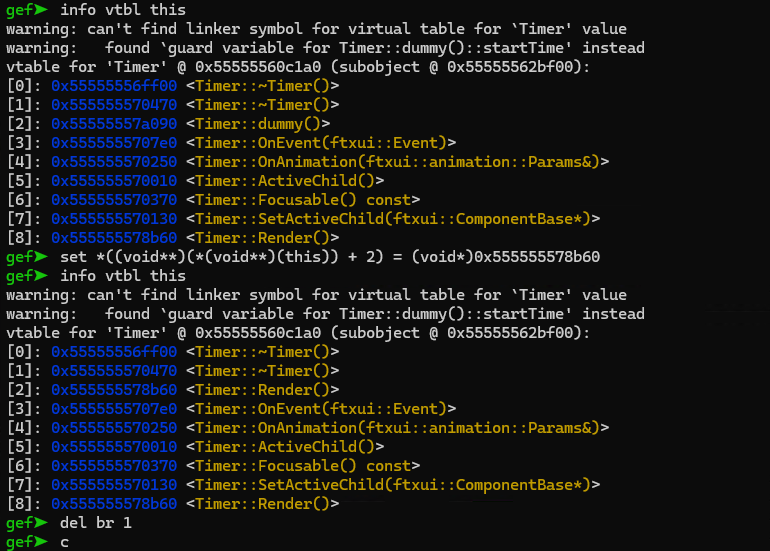 gef➤  info vtbl this
warning: can't find linker symbol for virtual table for `Timer' value
warning:   found `guard variable for Timer::dummy()::startTime' instead
vtable for 'Timer' @ 0x55555560c1a0 (subobject @ 0x55555562bf00):
[0]: 0x55555556ff00 <Timer::~Timer()>
[1]: 0x555555570470 <Timer::~Timer()>
[2]: 0x55555557a090 <Timer::dummy()>
[3]: 0x5555555707e0 <Timer::OnEvent(ftxui::Event)>
[4]: 0x555555570250 <Timer::OnAnimation(ftxui::animation::Params&)>
[5]: 0x555555570010 <Timer::ActiveChild()>
[6]: 0x555555570370 <Timer::Focusable() const>
[7]: 0x555555570130 <Timer::SetActiveChild(ftxui::ComponentBase*)>
[8]: 0x555555578b60 <Timer::Render()>
gef➤  set *((void**)(*(void**)(this)) + 2) = (void*)0x555555578b60
gef➤  info vtbl this
warning: can't find linker symbol for virtual table for `Timer' value
warning:   found `guard variable for Timer::dummy()::startTime' instead
vtable for 'Timer' @ 0x55555560c1a0 (subobject @ 0x55555562bf00):
[0]: 0x55555556ff00 <Timer::~Timer()>
[1]: 0x555555570470 <Timer::~Timer()>
[2]: 0x555555578b60 <Timer::Render()>
[3]: 0x5555555707e0 <Timer::OnEvent(ftxui::Event)>
[4]: 0x555555570250 <Timer::OnAnimation(ftxui::animation::Params&)>
[5]: 0x555555570010 <Timer::ActiveChild()>
[6]: 0x555555570370 <Timer::Focusable() const>
[7]: 0x555555570130 <Timer::SetActiveChild(ftxui::ComponentBase*)>
[8]: 0x555555578b60 <Timer::Render()>
gef➤  del br 1
gef➤  c